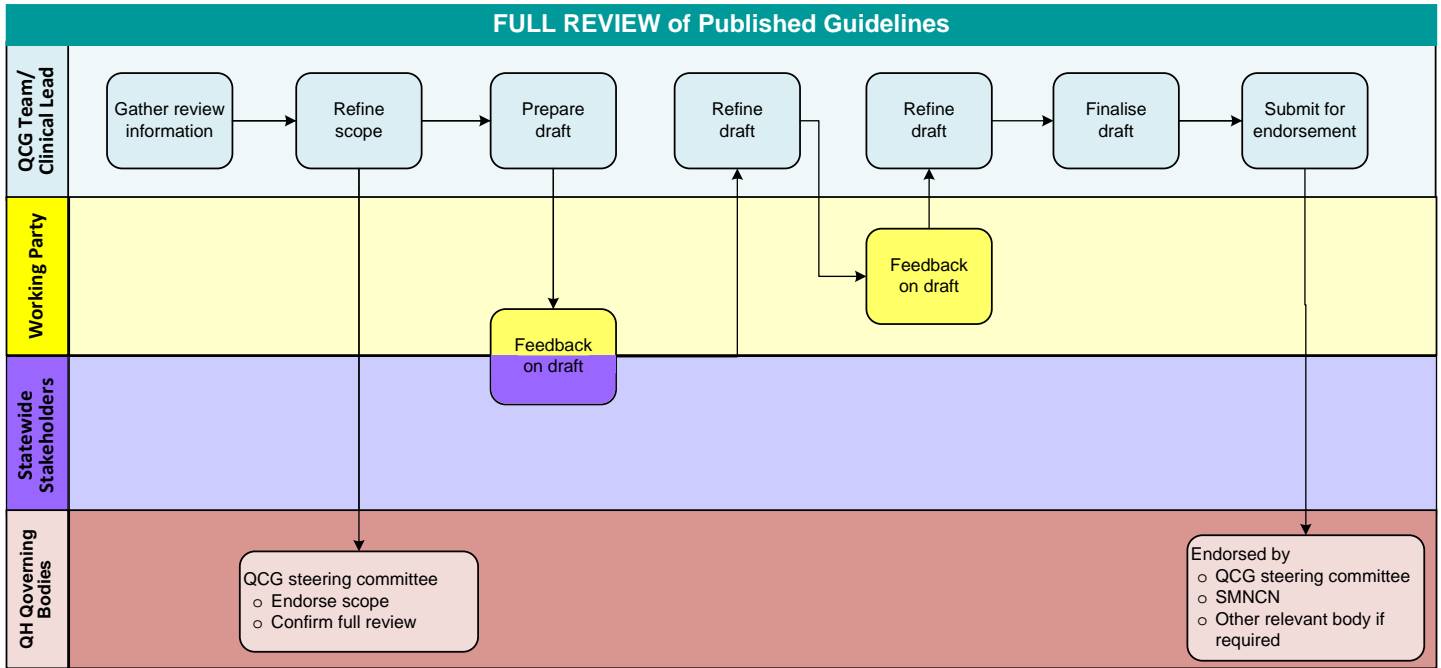 FULL REVIEW of Published Guidelines
QCG Team/
Clinical Lead
Gather review
information
Refine
scope
Prepare
draft
Refine
draft
Refine
draft
Finalise
draft
Submit for
endorsement
Working Party
Feedback
on draft
Feedback
on draft
Statewide
Stakeholders
QH Qoverning
Bodies
QCG steering committee
o Endorse scope
o Confirm full review
Endorsed by
o QCG steering committee
o SMNCN
o Other relevant body if
required